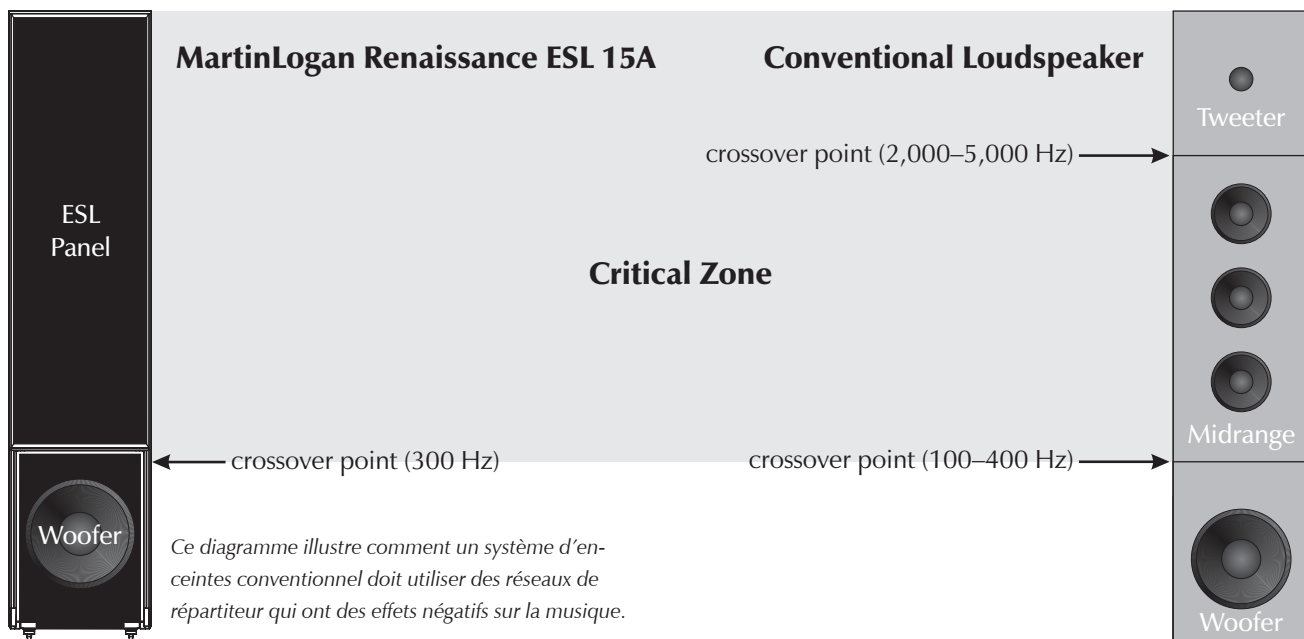 MartinLogan Renaissance ESL 15A
Conventional Loudspeaker
Tweeter
crossover point (2,000–5,000 Hz)
ESL
Panel
Critical Zone
Midrange
crossover point (300 Hz)
crossover point (100–400 Hz)
Woofer
Ce diagramme illustre comment un système d’en-
ceintes conventionnel doit utiliser des réseaux de
répartiteur qui ont des effets négatifs sur la musique.
Woofer